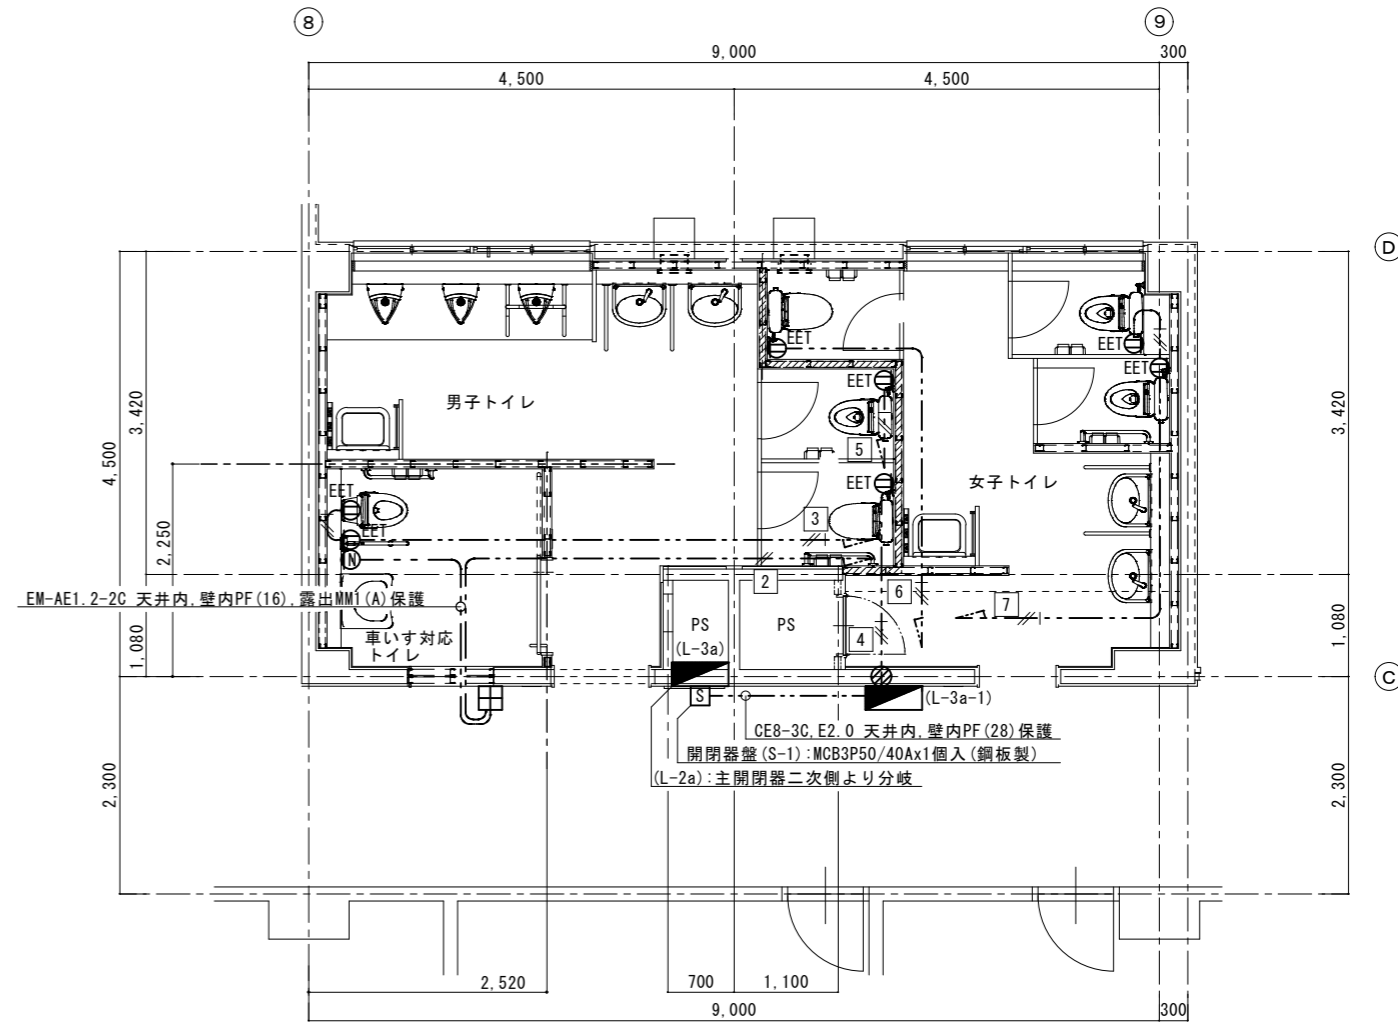 8
9
9,000
300
4,500
4,500
D
EET
EET
EET
EET
男子トイレ
3,420
3,420
4,500
5
EET
女子トイレ
EET
3
EET
2,250
N
2
6
7
EM-AE1.2-2C 天井内,壁内PF(16),露出MM1(A)保護
PS
PS
4
車いす対応
トイレ
(L-3a)
1,080
1,080
C
S
(L-3a-1)
CE8-3C,E2.0 天井内,壁内PF(28)保護
開閉器盤(S-1):MCB3P50/40Ax1個入(鋼板製)
(L-2a):主開閉器二次側より分岐
2,300
2,300
2,520
700
1,100
9,000
300